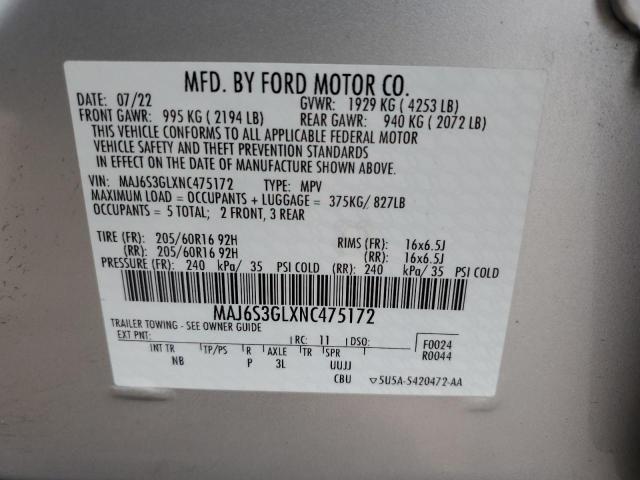 MFD. BY FORD MOTOR CO.
DATE: 07/22 GVWR: 1929 KG ( 4253 LB)
FRONT GAWR: 995 KG ( 2194 LB) REAR GAWR: 940 KG ( 2072 LB)
THIS VEHICLE CONFORMS TO ALL APPLICABLE FEDERAL MOTOR
VEHICLE SAFETY AND THEFT PREVENTION STANDARDS
IN EFFECT ON THE DATE OF MANUFACTURE SHOWN ABOVE.
VIN: MAJ6S3GLXNC475172 TYPE: MPV
MAXIMUM LOAD = OCCUPANTS + LUGGAGE = 375KG/ 827LB
OCCUPANTS = 5 TOTAL; 2 FRONT, 3 REAR
TIRE (FR): 205/60R16 92H RIMS (FR): 16x6.5J
(RR): 205/60R16 92H (RR): 16x6.5J
PRESSURE (FR): 240 kPa/ 35 PSI COLD (RR): 240 kPa/ 35 PSI COLD
MAJ6S3GLXNC475172
TRAILER TOWING - SEE OWNER GUIDE
EXT PNT: RC: 11 DSO: F0024
R0044
INT TR TP/PS R AXLE TR SPR
NB P 3L UUJJ
CBU 5U5A-5420472-AA